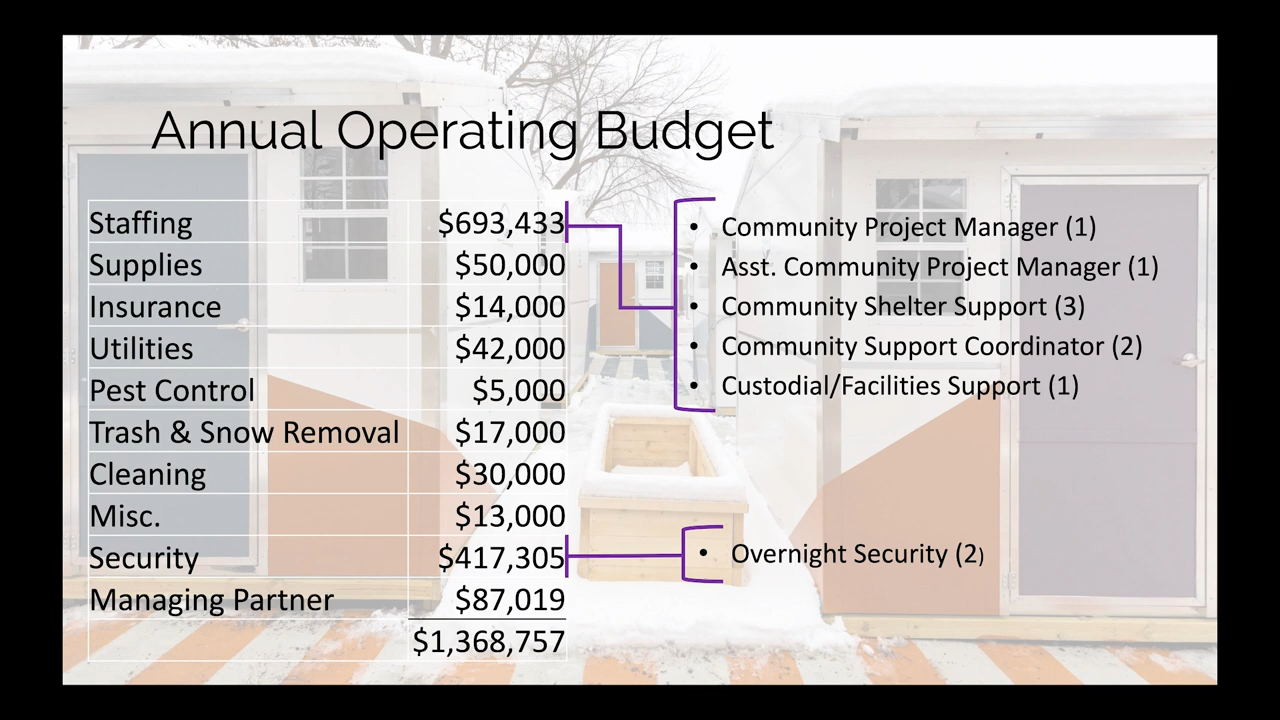 Annual Operating Budget
Staffing $693,433
Supplies $50,000
Insurance $14,000
Utilities $42,000
Pest Control $5,000
Trash & Snow Removal $17,000
Cleaning $30,000
Misc. $13,000
Security $417,305
Managing Partner $87,019
$1,368,757
• Community Project Manager (1)
• Asst. Community Project Manager (1)
• Community Shelter Support (3)
• Community Support Coordinator (2)
• Custodial/Facilities Support (1)
• Overnight Security (2)